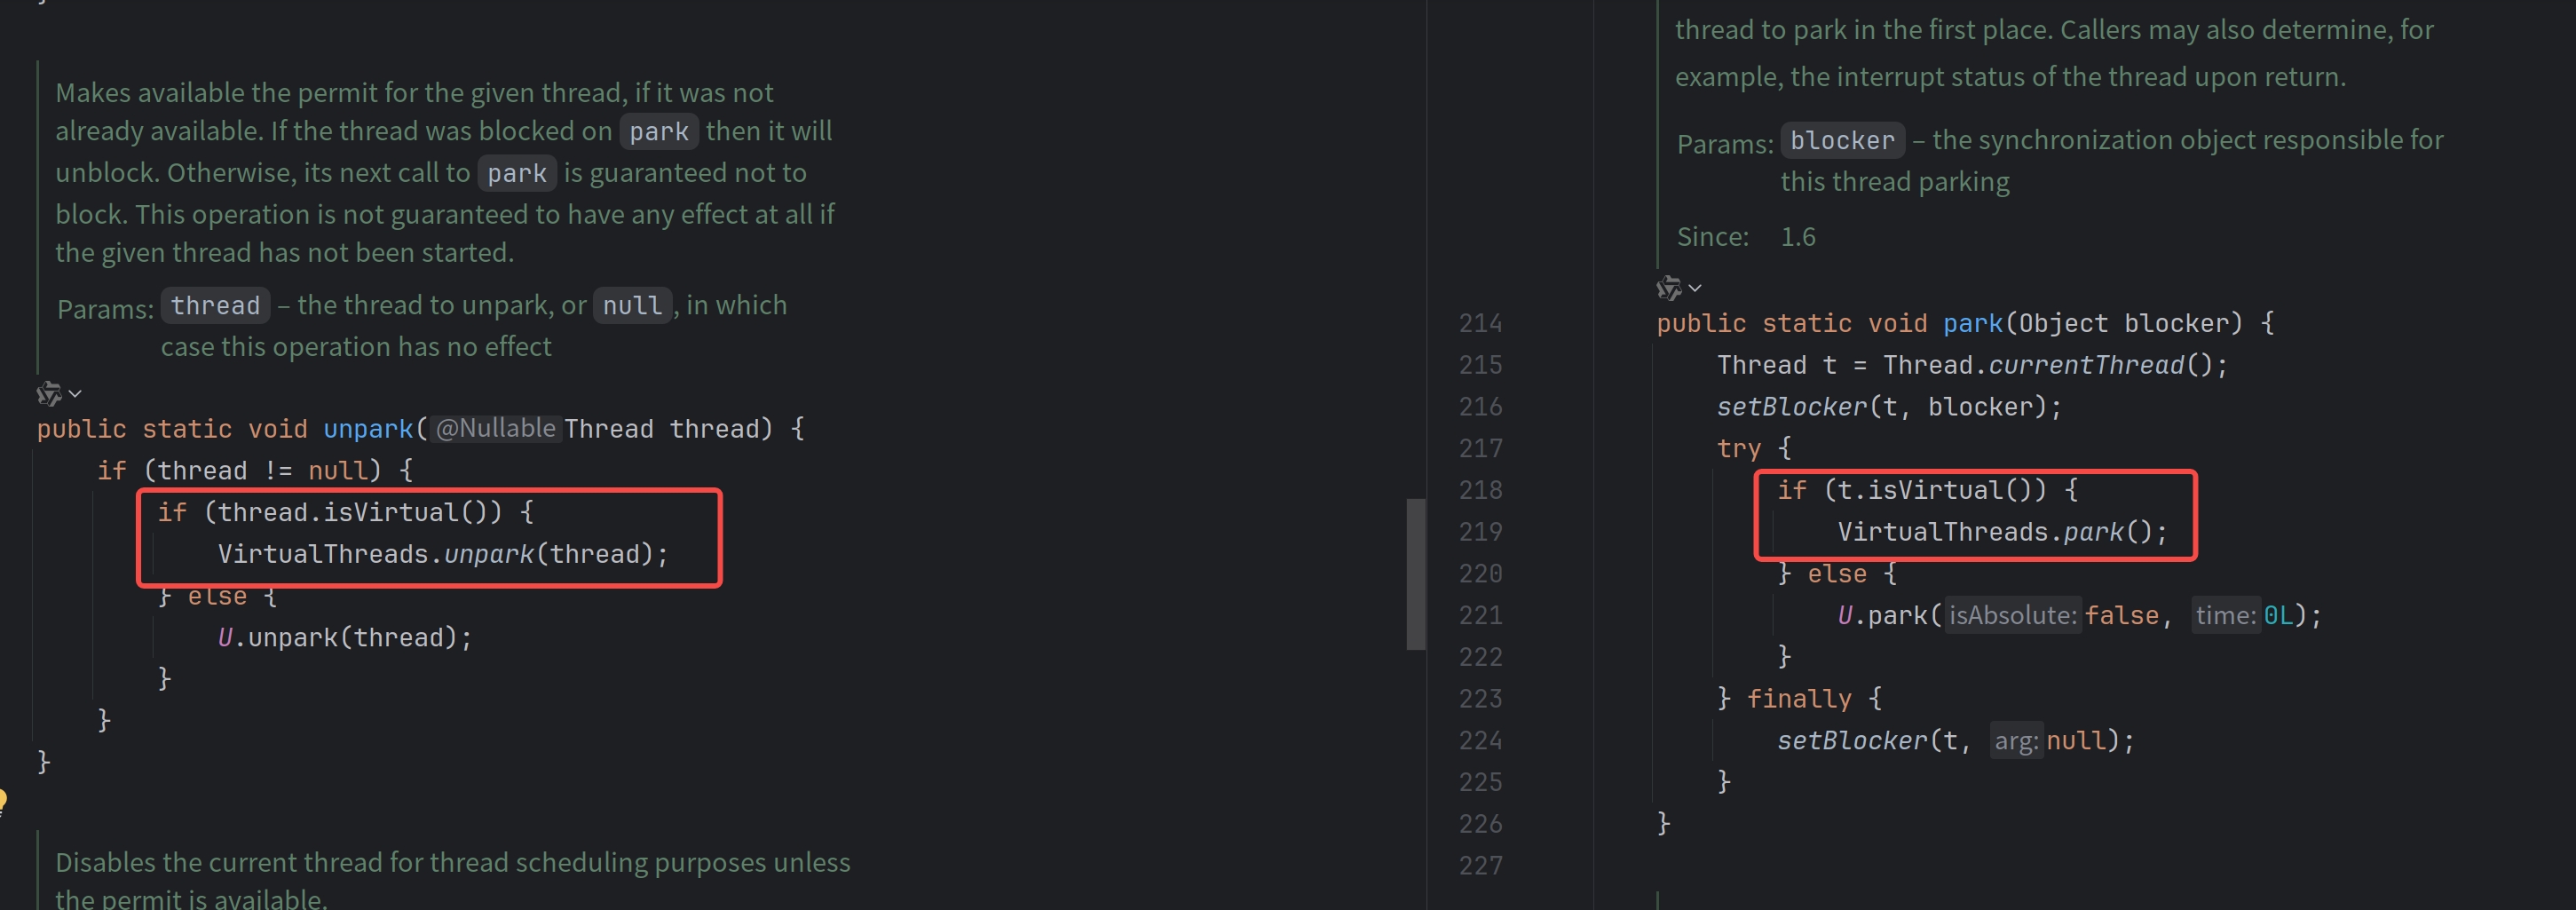 }
Makes available the permit for the given thread, if it was not
already available. If the thread was blocked on park then it will
unblock. Otherwise, its next call to park is guaranteed not to
block. This operation is not guaranteed to have any effect at all if
the given thread has not been started.
Params: thread – the thread to unpark, or null, in which
case this operation has no effect
public static void unpark(@Nullable Thread thread) {
if (thread != null) {
if (thread.isVirtual()) {
VirtualThreads.unpark(thread);
} else {
U.unpark(thread);
}
}
}
Disables the current thread for thread scheduling purposes unless
the permit is available.
thread to park in the first place. Callers may also determine, for
example, the interrupt status of the thread upon return.
Params: blocker – the synchronization object responsible for
this thread parking
Since: 1.6
214 public static void park(Object blocker) {
215 Thread t = Thread.currentThread();
216 setBlocker(t, blocker);
217 try {
218 if (t.isVirtual()) {
219 VirtualThreads.park();
220 } else {
221 U.park(isAbsolute: false, time: 0L);
222 }
223 } finally {
224 setBlocker(t, arg: null);
225 }
226 }
227